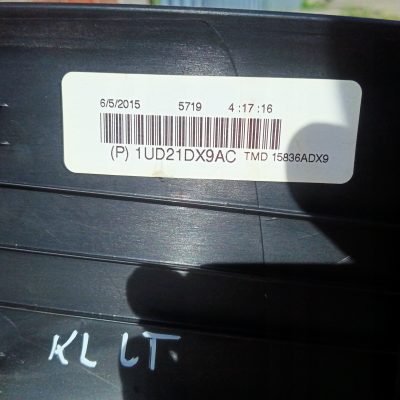 6/5/2015 5719 4:17:16
(P) 1UD21DX9AC TMD 15836ADX9
KL LT